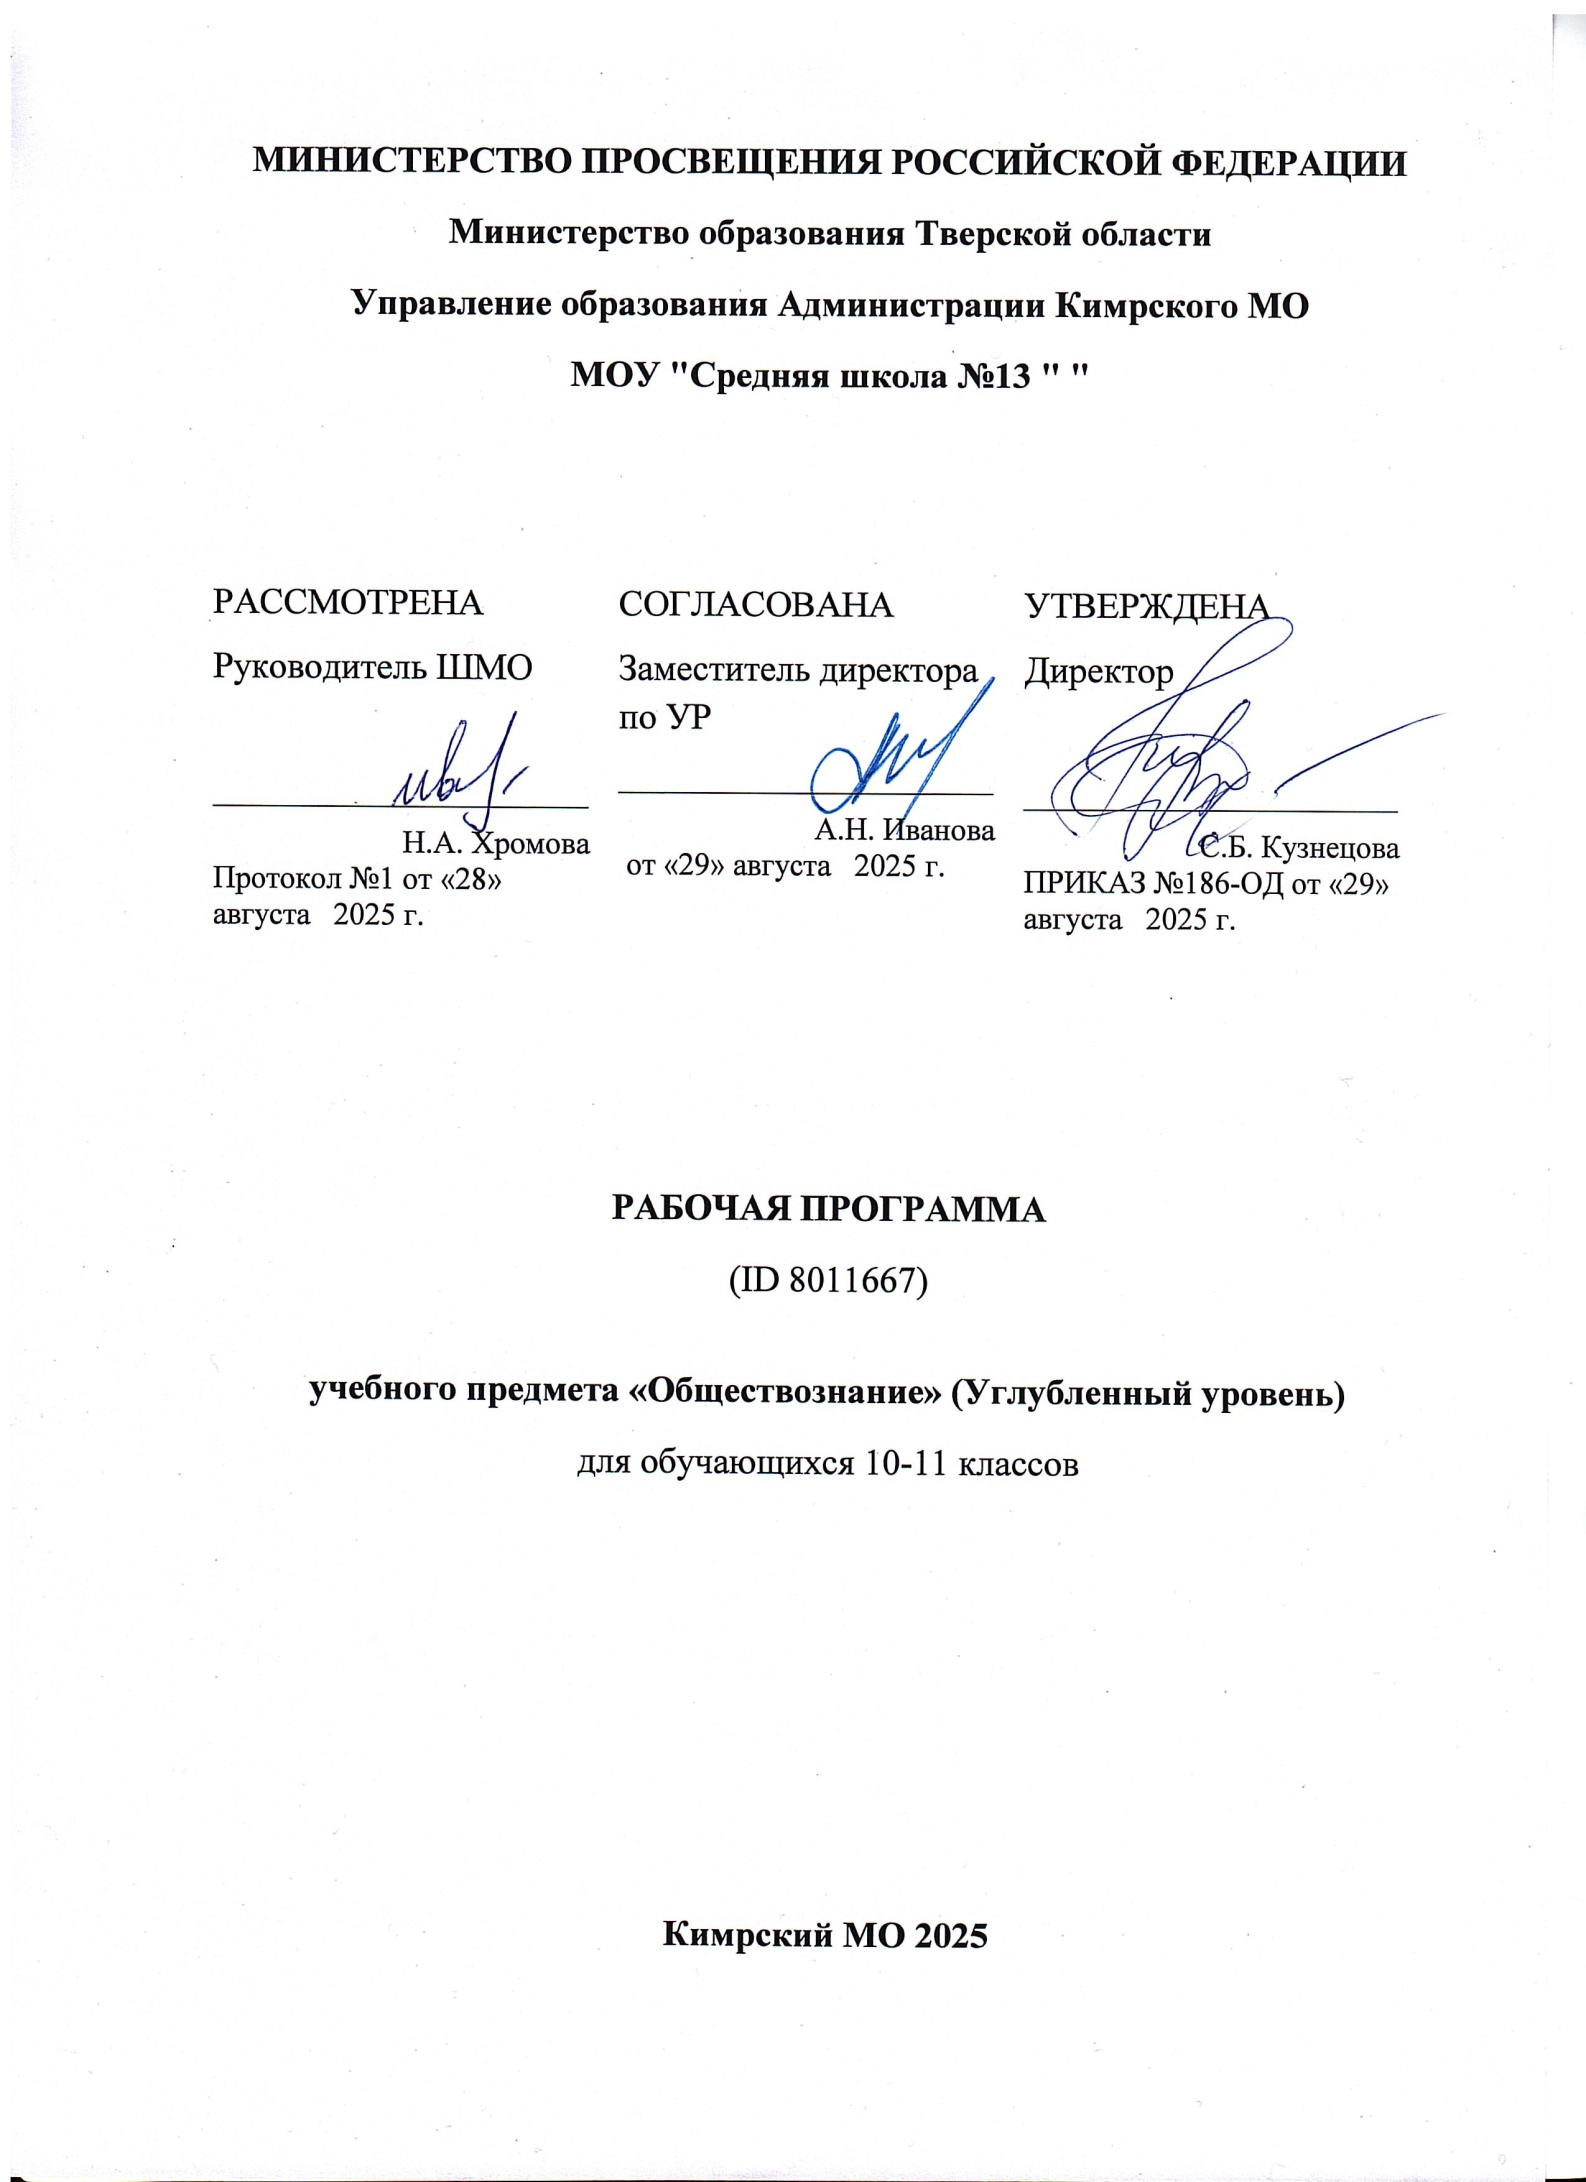 МИНИСТЕРСТВО ПРОСВЕЩЕНИЯ РОССИЙСКОЙ ФЕДЕРАЦИИ
Министерство образования Тверской области
Управление образования Администрации Кимрского МО
МОУ "Средняя школа №13 " "
РАССМОТРЕНА
Руководитель ШМО
Н.А. Хромова
Протокол №1 от «28»
августа 2025 г.
СОГЛАСОВАНА
Заместитель директора
по УР
А.Н. Иванова
от «29» августа 2025 г.
УТВЕРЖДЕНА
Директор
С.Б. Кузнецова
ПРИКАЗ №186-ОД от «29»
августа 2025 г.
РАБОЧАЯ ПРОГРАММА
(ID 8011667)
учебного предмета «Обществознание» (Углубленный уровень)
для обучающихся 10-11 классов
Кимрский МО 2025